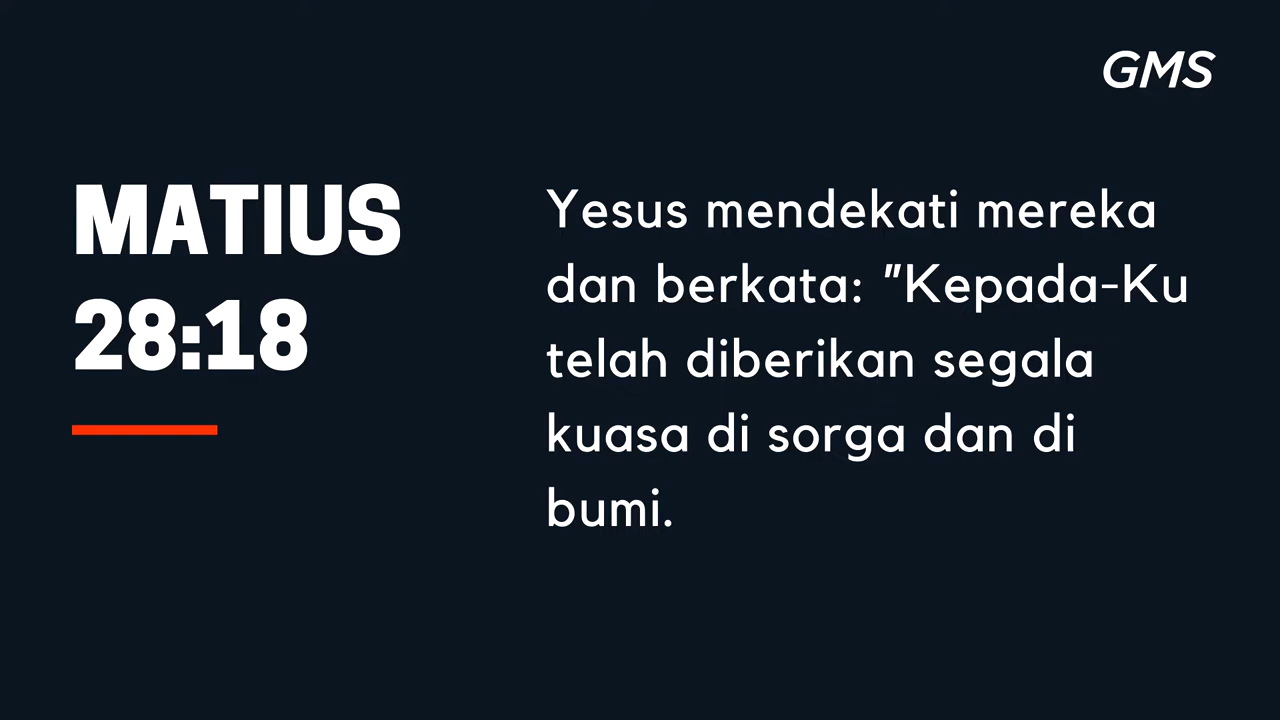 GMS
MATIUS
28:18
Yesus mendekati mereka
dan berkata: "Kepada-Ku
telah diberikan segala
kuasa di sorga dan di
bumi.